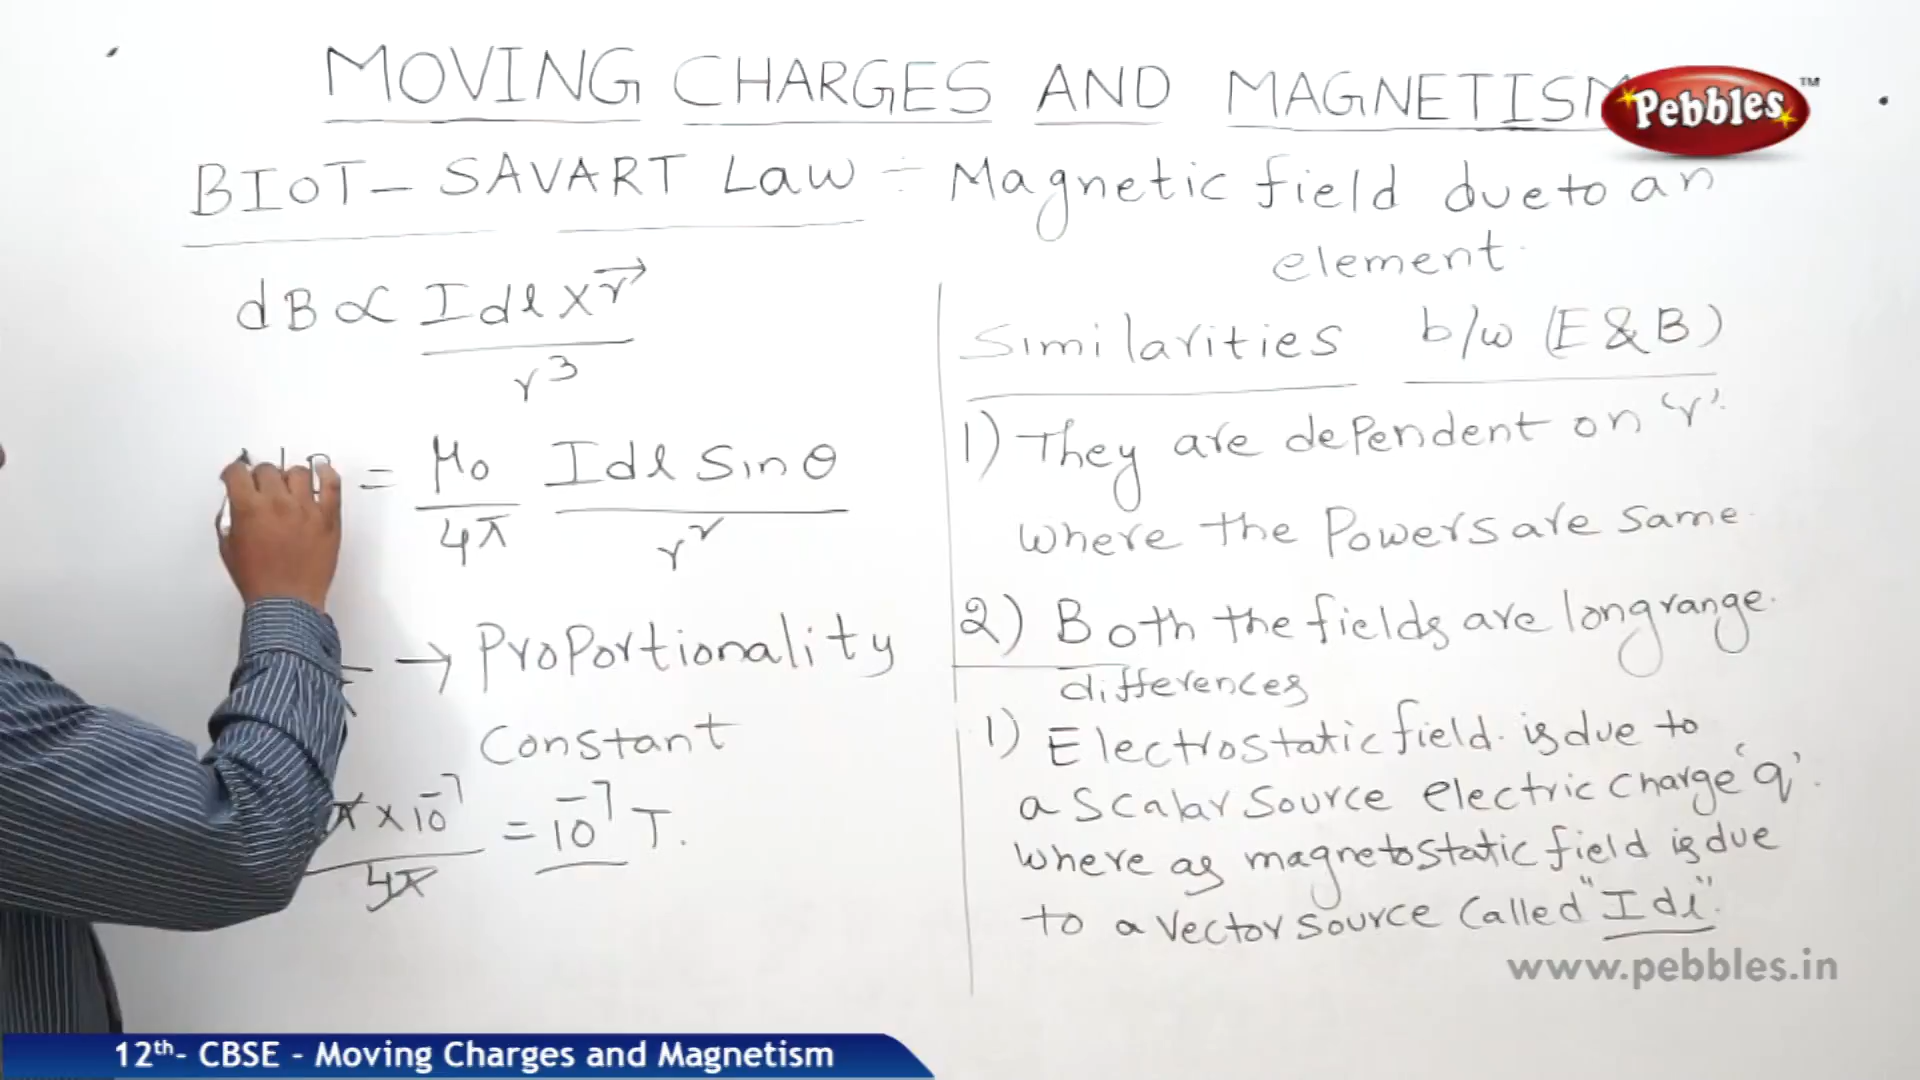 MOVING CHARGES AND MAGNETISM
Pebbles™
BIOT - SAVART Law ÷ Magnetic field due to an
element.
dB ∝ Idl × r⃗ / r³
dB = μ₀/4π Idl sin θ / r²
→ Proportionality
Constant
π × 10⁻⁷ / 4π = 10⁻⁷ T.
Similarities b/w (E & B)
1) They are dependent on 'r'.
where the Powers are same.
2) Both the fields are long range.
differences
1) Electrostatic field is due to
a scalar source electric charge 'q'.
where as magnetostatic field is due
to a vector source called "Idl".
www.pebbles.in
12th- CBSE - Moving Charges and Magnetism